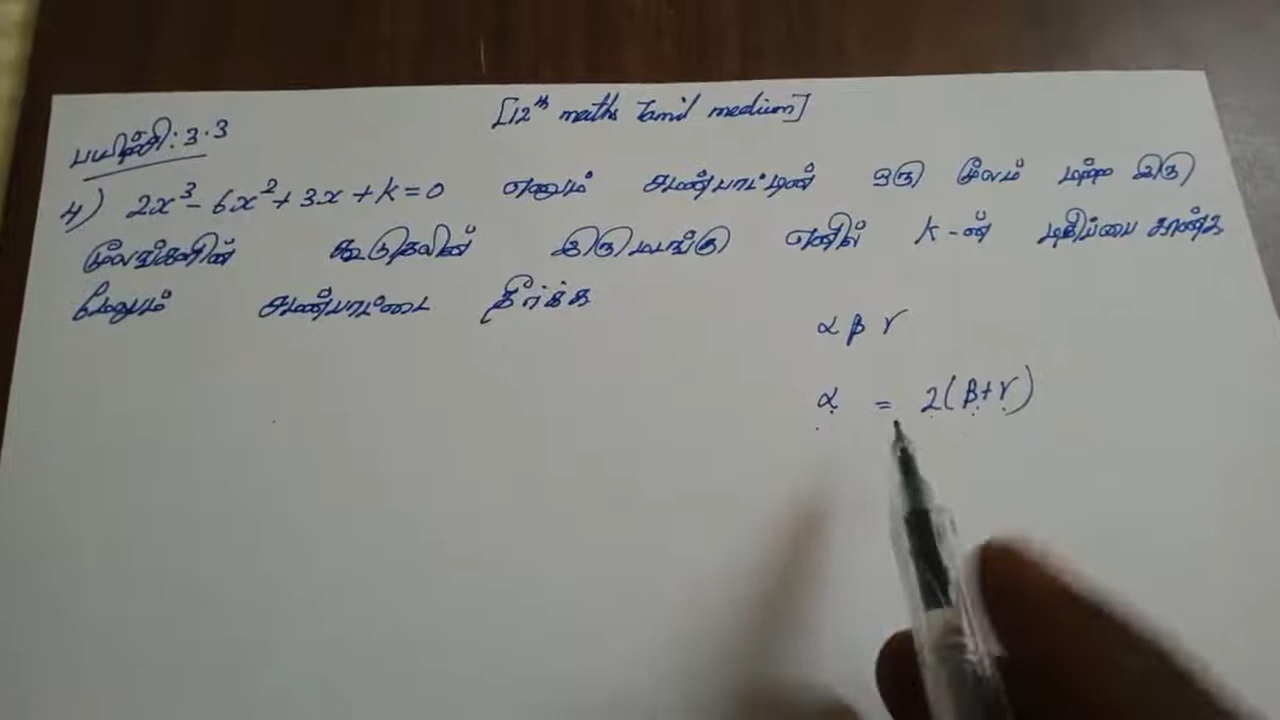 [12th maths Tamil medium]
பயிற்சி: 3.3
4) 2x³ - 6x² + 3x + k = 0 எனும் சமன்பாட்டின் ஒரு மூலம் மற்ற இரு
மூலங்களின் கூடுதலின் இருமடங்கு எனில் k-ன் மதிப்பை காண்க
மேலும் சமன்பாட்டை தீர்க்க
α β γ
α = 2(β+γ)